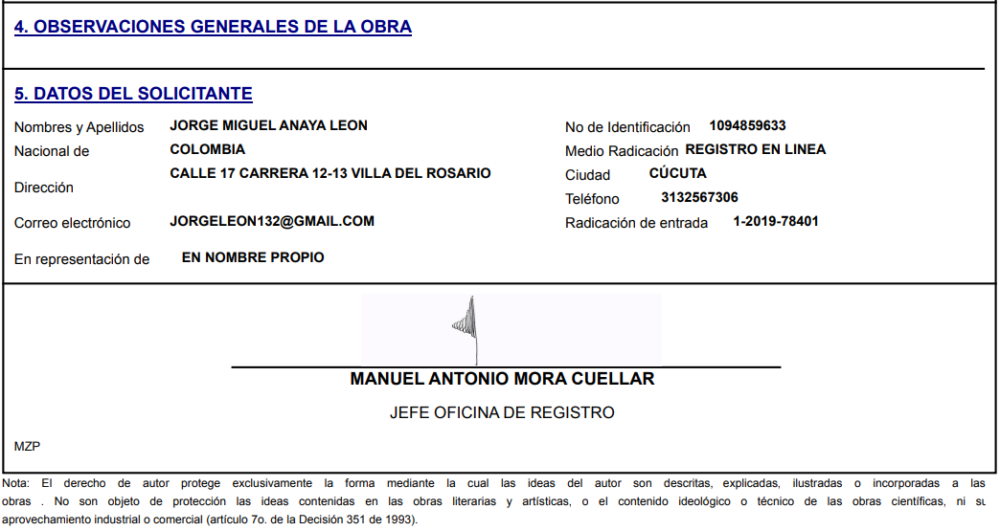 4. OBSERVACIONES GENERALES DE LA OBRA
5. DATOS DEL SOLICITANTE
Nombres y Apellidos JORGE MIGUEL ANAYA LEON No de Identificación 1094859633
Nacional de COLOMBIA Medio Radicación REGISTRO EN LINEA
Dirección CALLE 17 CARRERA 12-13 VILLA DEL ROSARIO Ciudad CÚCUTA
Teléfono 3132567306
Correo electrónico JORGELEON132@GMAIL.COM Radicación de entrada 1-2019-78401
En representación de EN NOMBRE PROPIO
MANUEL ANTONIO MORA CUELLAR
JEFE OFICINA DE REGISTRO
MZP
Nota: El derecho de autor protege exclusivamente la forma mediante la cual las ideas del autor son descritas, explicadas, ilustradas o incorporadas a las
obras . No son objeto de protección las ideas contenidas en las obras literarias y artísticas, o el contenido ideológico o técnico de las obras científicas, ni su
aprovechamiento industrial o comercial (artículo 7o. de la Decisión 351 de 1993).